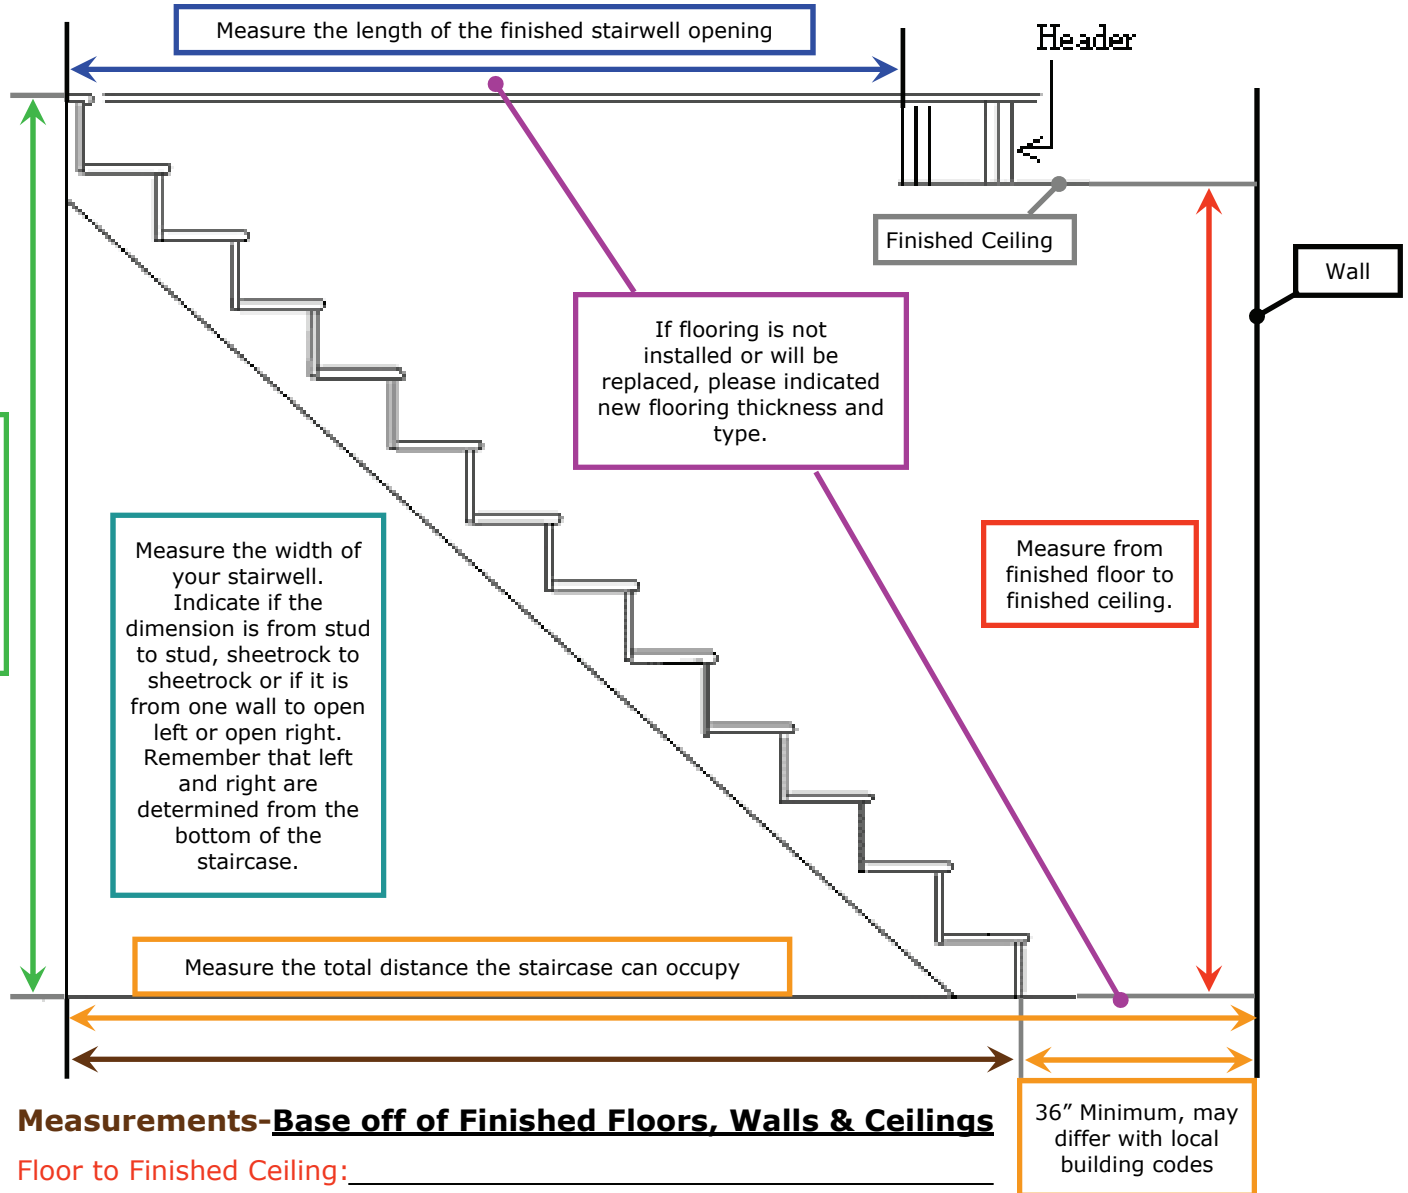 Measure the length of the finished stairwell opening
Header
Finished Ceiling
Wall
If flooring is not
installed or will be
replaced, please indicated
new flooring thickness and
type.
Measure the width of
your stairwell.
Indicate if the
dimension is from stud
to stud, sheetrock to
sheetrock or if it is
from one wall to open
left or open right.
Remember that left
and right are
determined from the
bottom of the
staircase.
Measure from
finished floor to
finished ceiling.
Measure the total distance the staircase can occupy
36” Minimum, may
differ with local
building codes
Measurements-Base off of Finished Floors, Walls & Ceilings
Floor to Finished Ceiling: